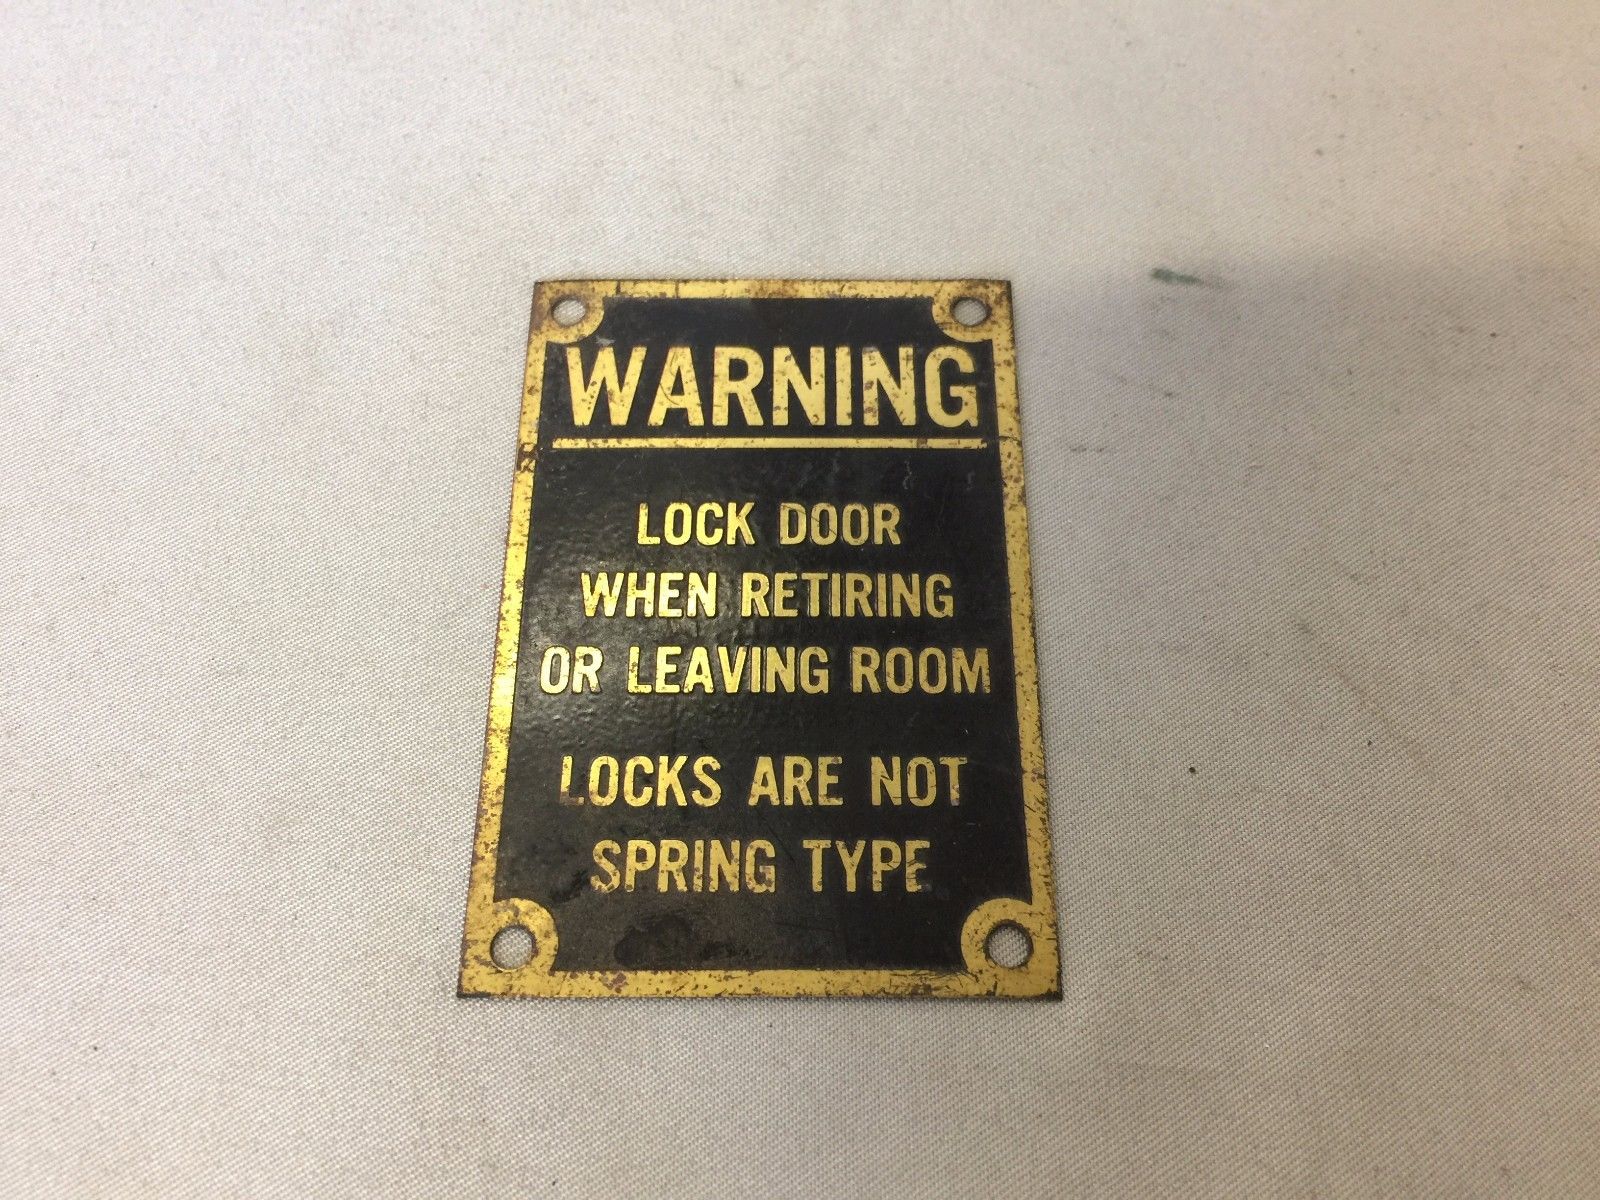 WARNING
LOCK DOOR
WHEN RETIRING
OR LEAVING ROOM
LOCKS ARE NOT
SPRING TYPE